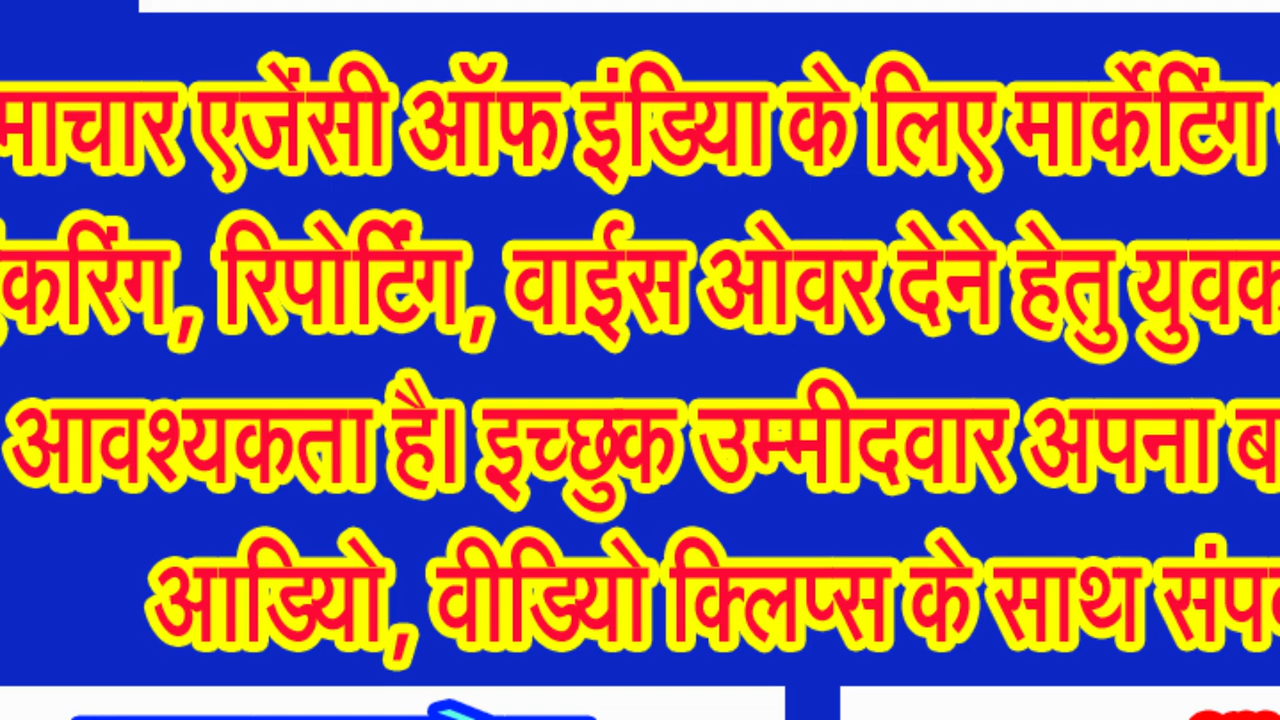 माचार एजेंसी ऑफ इंडिया के लिए मार्केटिंग
करिंग, रिपोर्टिंग, वाईस ओवर देने हेतु युवक
आवश्यकता है। इच्छुक उम्मीदवार अपना
आडियो, वीडियो क्लिप्स के साथ